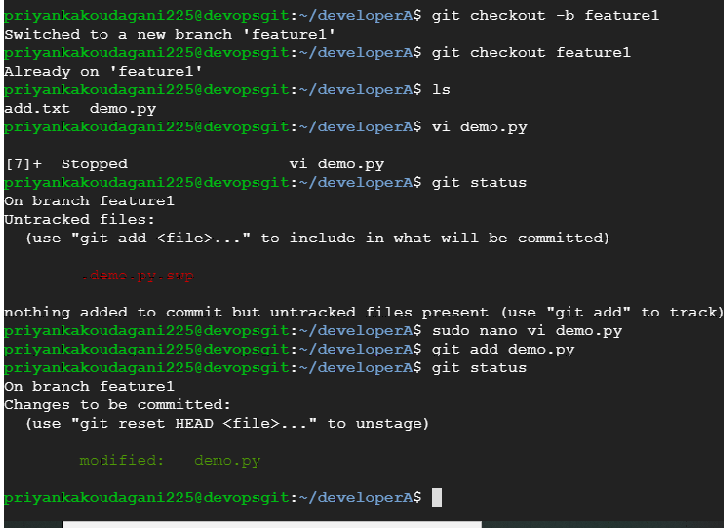 priyankakoudagani225@devopsgit:~/developerA$ git checkout -b feature1
Switched to a new branch 'feature1'
priyankakoudagani225@devopsgit:~/developerA$ git checkout feature1
Already on 'feature1'
priyankakoudagani225@devopsgit:~/developerA$ ls
add.txt  demo.py
priyankakoudagani225@devopsgit:~/developerA$ vi demo.py
[7]+  Stopped                 vi demo.py
priyankakoudagani225@devopsgit:~/developerA$ git status
On branch feature1
Untracked files:
  (use "git add <file>..." to include in what will be committed)
        .demo.py.swp
nothing added to commit but untracked files present (use "git add" to track)
priyankakoudagani225@devopsgit:~/developerA$ sudo nano vi demo.py
priyankakoudagani225@devopsgit:~/developerA$ git add demo.py
priyankakoudagani225@devopsgit:~/developerA$ git status
On branch feature1
Changes to be committed:
  (use "git reset HEAD <file>..." to unstage)
        modified:   demo.py
priyankakoudagani225@devopsgit:~/developerA$